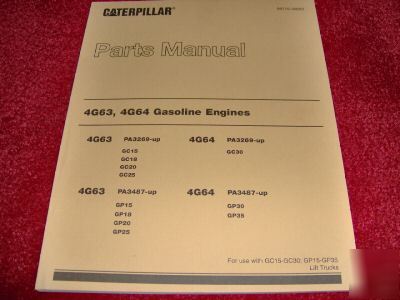 CATERPILLAR
Parts Manual
4G63, 4G64 Gasoline Engines
4G63 PA3269-up 4G64 PA3269-up
GC15 GC30
GC18
GC20
GC25
4G63 PA3487-up 4G64 PA3487-up
GP15 GP30
GP18 GP35
GP20
GP25
For use with GC15-GC30, GP15-GP35
Lift Trucks